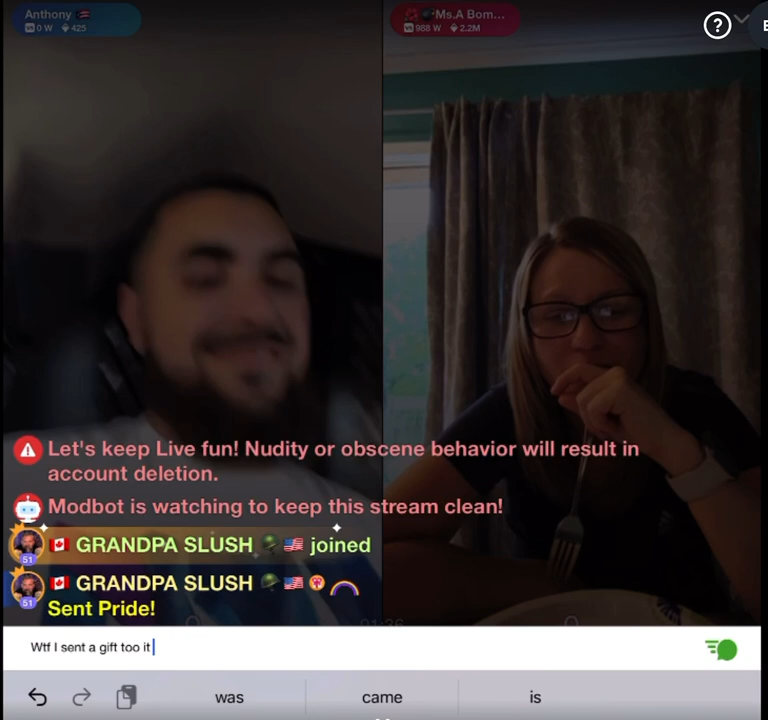 Anthony
Ms.A Bom...
0 W 425
988 W 2.2M
Let's keep Live fun! Nudity or obscene behavior will result in
account deletion.
Modbot is watching to keep this stream clean!
GRANDPA SLUSH joined
51
GRANDPA SLUSH
51
Sent Pride!
Wtf I sent a gift too it
was came is